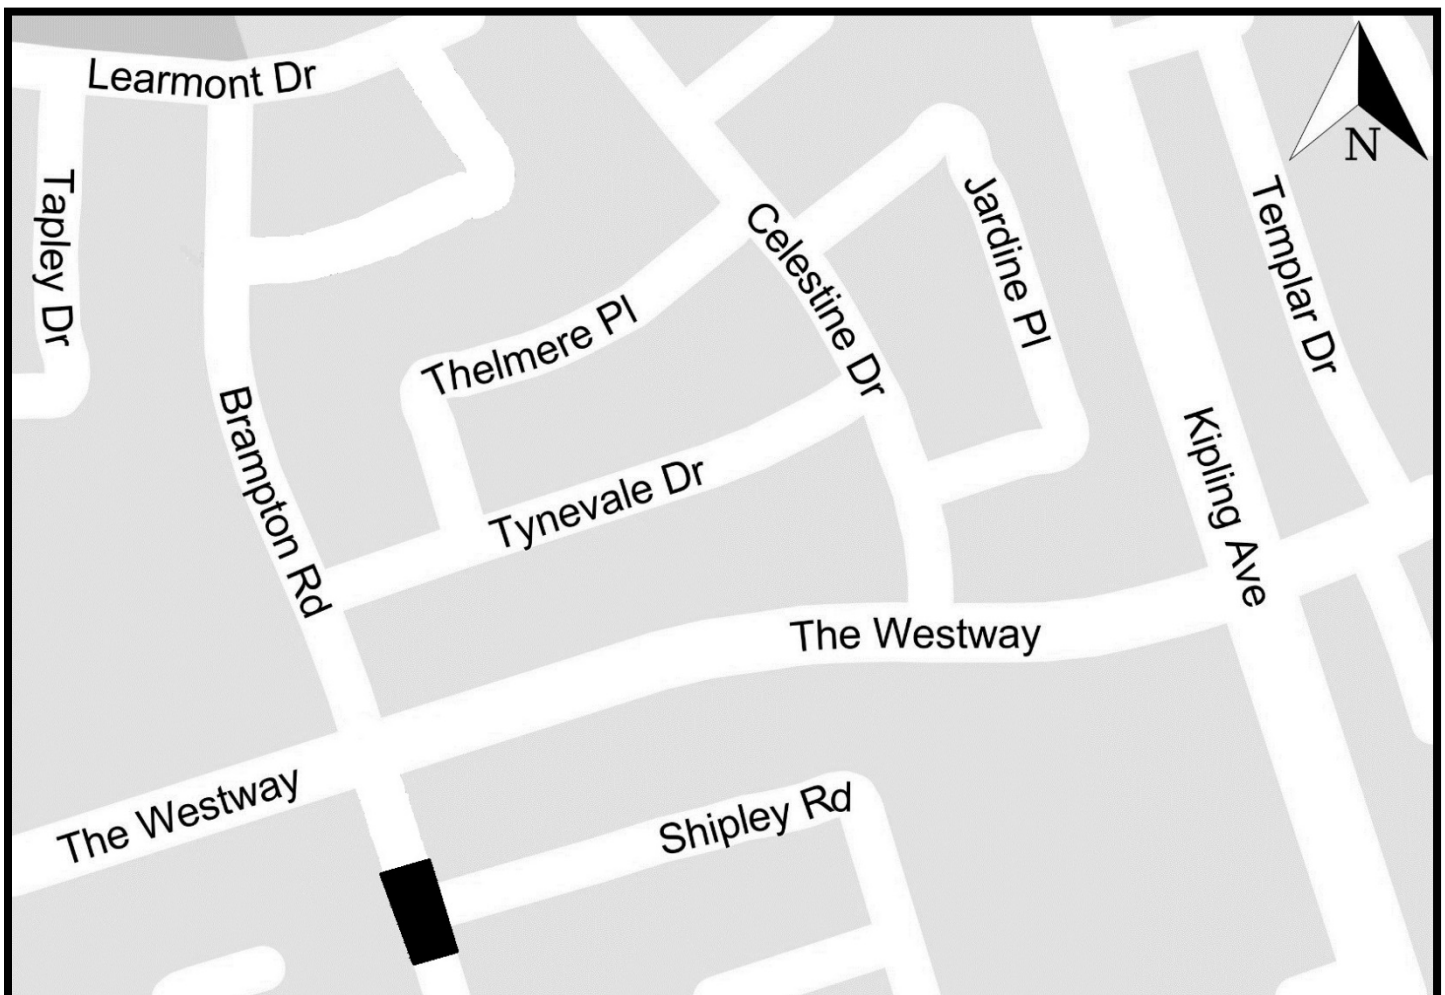 Learmont Dr
N
Tapley Dr
Jardine Pl
Templar Dr
Celestine Dr
Thelmere Pl
Brampton Rd
Kipling Ave
Tynevale Dr
The Westway
The Westway
Shipley Rd